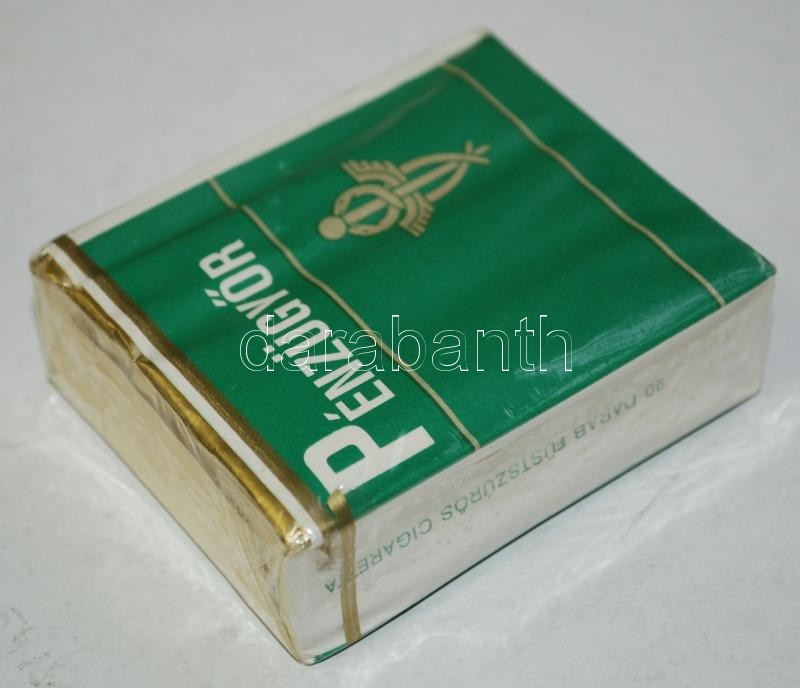 PÉNZÜGYŐR
darabanth
20 DARAB FÜSTSZŰRŐS CIGARETTA